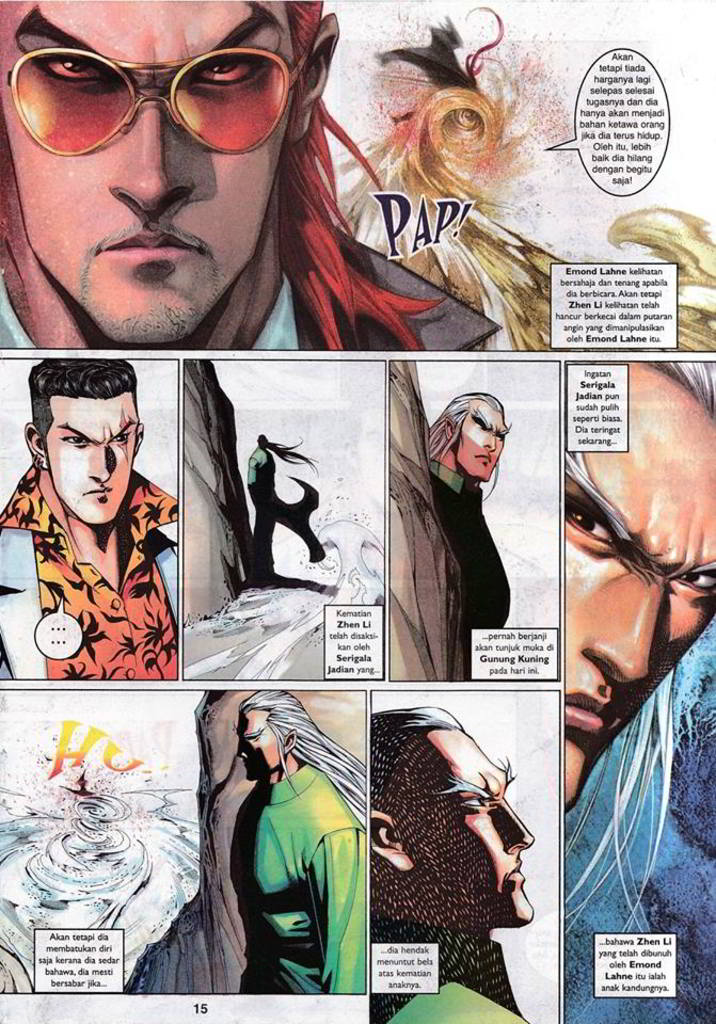 Akan
tetapi tiada
harganya lagi
selepas selesai
tugasnya dan dia
hanya akan menjadi
bahan ketawa orang
jika dia terus hidup.
Oleh itu, lebih
baik dia hilang
dengan begitu
saja!
PAP!
Emond Lahne kelihatan
bersahaja dan tenang apabila
dia berbicara. Akan tetapi
Zhen Li kelihatan telah
hancur berkecai dalam putaran
angin yang dimanipulasikan
oleh Emond Lahne itu.
...
...
Kematian
Zhen Li
telah disaksi-
kan oleh
Serigala
Jadian yang...
...pernah berjanji
akan tunjuk muka di
Gunung Kuning
pada hari ini.
Ingatan
Serigala
Jadian pun
sudah pulih
seperti biasa.
Dia teringat
sekarang...
...bahawa Zhen Li
yang telah dibunuh
oleh Emond
Lahne itu ialah
anak kandungnya.
HU..
Akan tetapi dia
membatukan diri
saja kerana dia sedar
bahawa, dia mesti
bersabar jika...
...dia hendak
menuntut bela
atas kematian
anaknya.
15